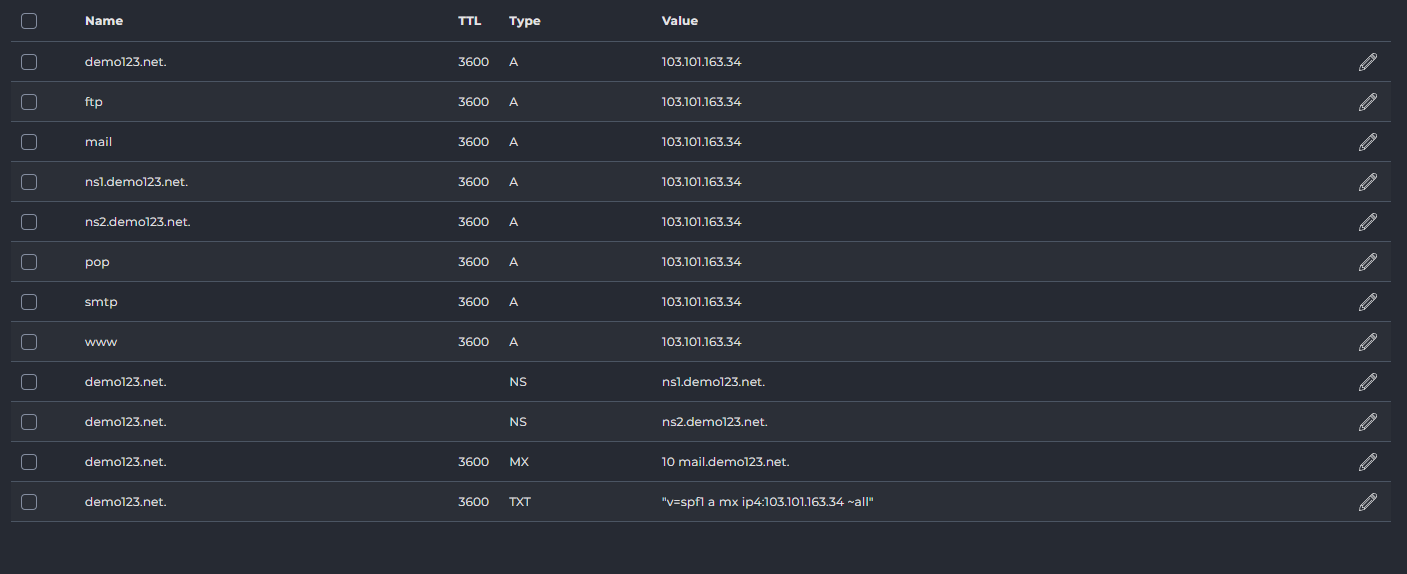 Name TTL Type Value
demo123.net. 3600 A 103.101.163.34
ftp 3600 A 103.101.163.34
mail 3600 A 103.101.163.34
ns1.demo123.net. 3600 A 103.101.163.34
ns2.demo123.net. 3600 A 103.101.163.34
pop 3600 A 103.101.163.34
smtp 3600 A 103.101.163.34
www 3600 A 103.101.163.34
demo123.net. NS ns1.demo123.net.
demo123.net. NS ns2.demo123.net.
demo123.net. 3600 MX 10 mail.demo123.net.
demo123.net. 3600 TXT "v=spf1 a mx ip4:103.101.163.34 ~all"